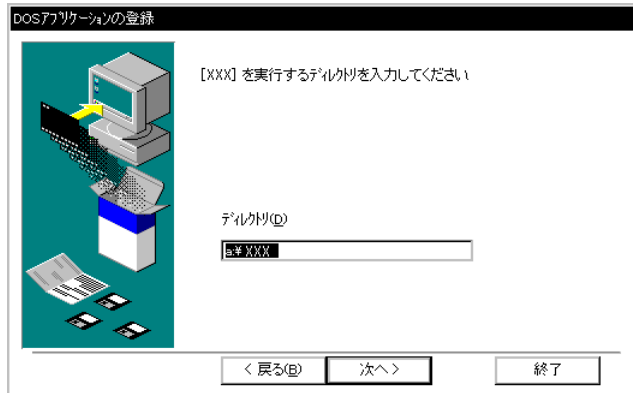 DOSｱﾌﾟﾘｹｰｼｮﾝの登録
[XXX] を実行するﾃﾞｨﾚｸﾄﾘを入力してください
ﾃﾞｨﾚｸﾄﾘ(D)
a:¥XXX
< 戻る(B)
次へ >
終了